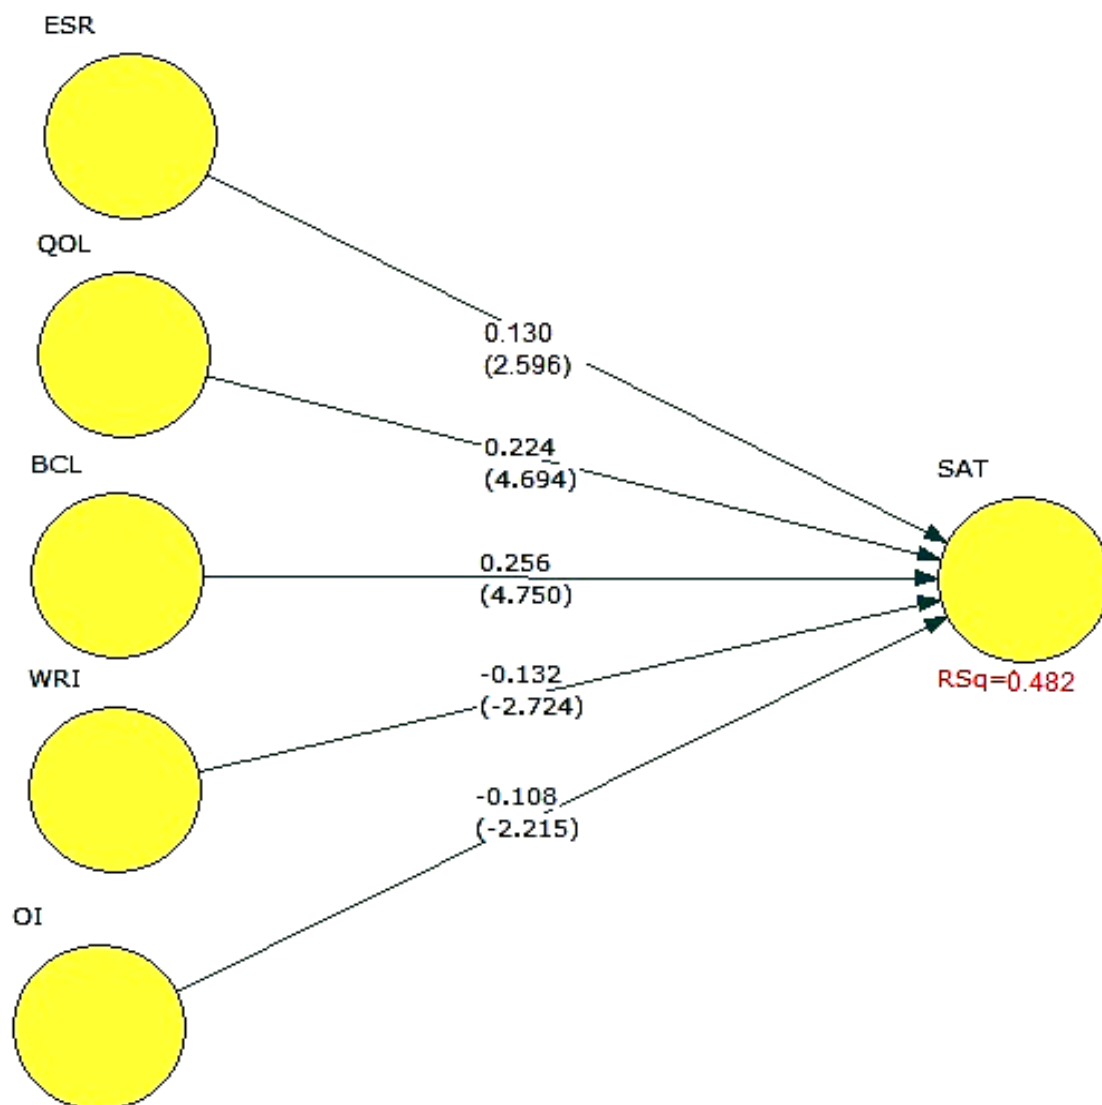 ESR
QOL
0.130
(2.596)
0.224
(4.694)
BCL
SAT
0.256
(4.750)
WRI
-0.132
(-2.724)
RSq=0.482
-0.108
(-2.215)
OI